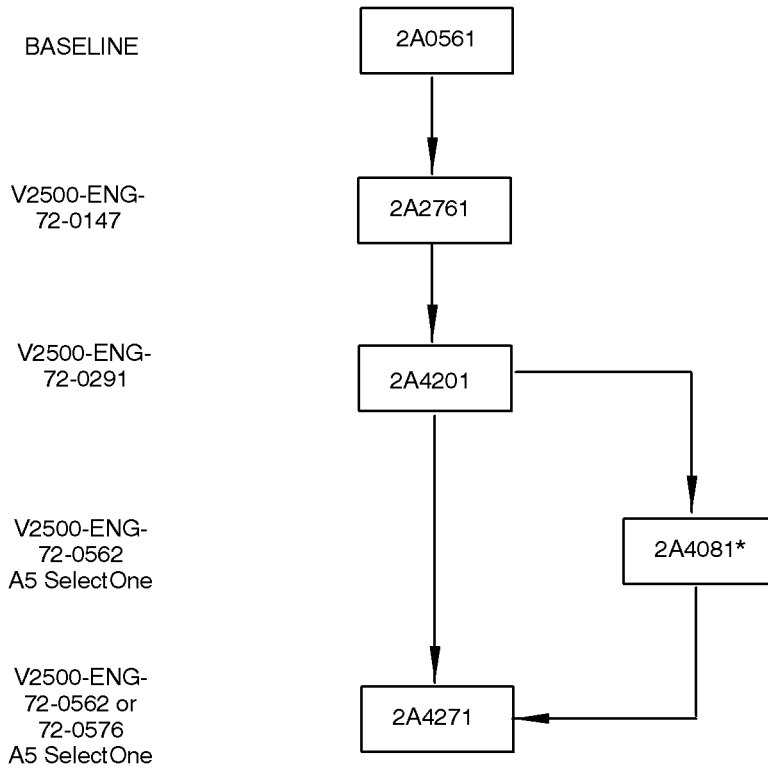 BASELINE
2A0561
V2500-ENG-
72-0147
2A2761
V2500-ENG-
72-0291
2A4201
V2500-ENG-
72-0562
A5 SelectOne
2A4081*
V2500-ENG-
72-0562 or
72-0576
A5 SelectOne
2A4271